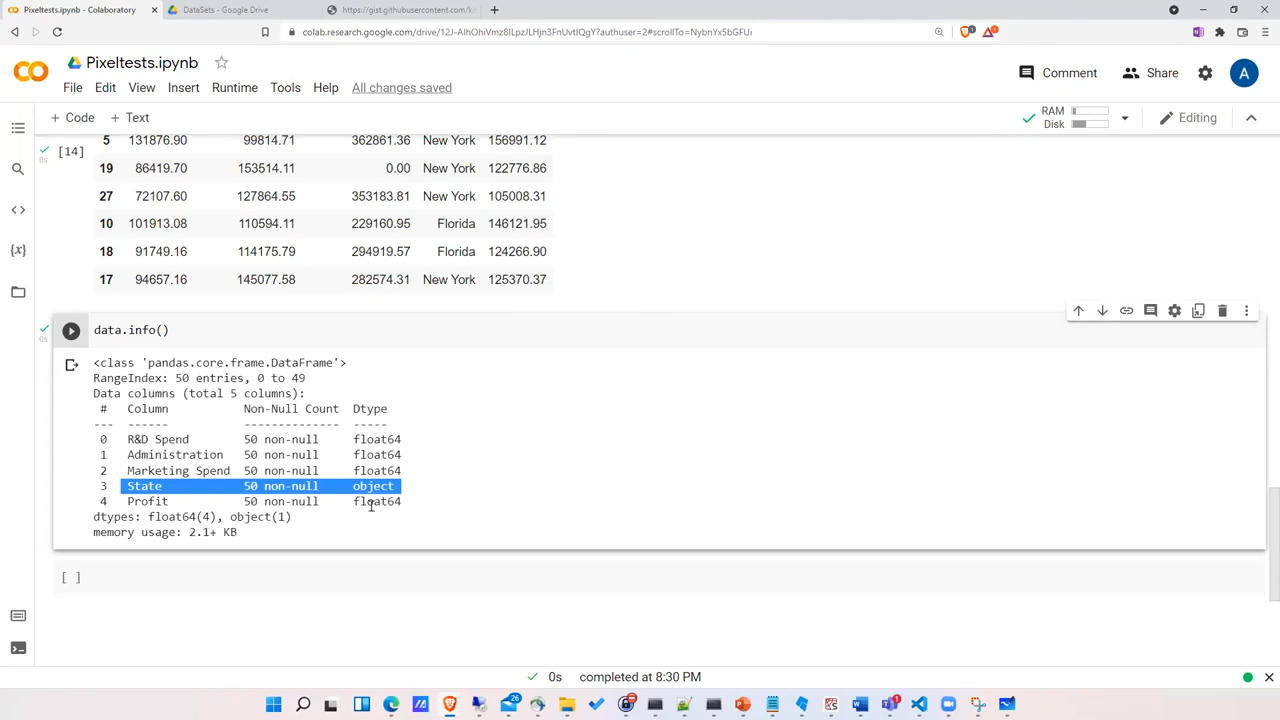 Pixeltests.ipynb - Colaboratory
DataSets - Google Drive
https://gist.githubusercontent.com/
colab.research.google.com/drive/12J-AlhOhiVmz8ILpzJLHjn3FnUvtIQgY?authuser=2#scrollTo=NybnYx5bGFUi
Pixeltests.ipynb
Comment
Share
A
File Edit View Insert Runtime Tools Help All changes saved
+ Code + Text
RAM
Disk
Editing
[14]
5 131876.90 99814.71 362861.36 New York 156991.12
0s
19 86419.70 153514.11 0.00 New York 122776.86
27 72107.60 127864.55 353183.81 New York 105008.31
10 101913.08 110594.11 229160.95 Florida 146121.95
18 91749.16 114175.79 294919.57 Florida 124266.90
17 94657.16 145077.58 282574.31 New York 125370.37
0s
data.info()
<class 'pandas.core.frame.DataFrame'>
RangeIndex: 50 entries, 0 to 49
Data columns (total 5 columns):
# Column Non-Null Count Dtype
--- ------ -------------- -----
0 R&D Spend 50 non-null float64
1 Administration 50 non-null float64
2 Marketing Spend 50 non-null float64
3 State 50 non-null object
4 Profit 50 non-null float64
dtypes: float64(4), object(1)
memory usage: 2.1+ KB
[ ]
0s completed at 8:30 PM
26
1